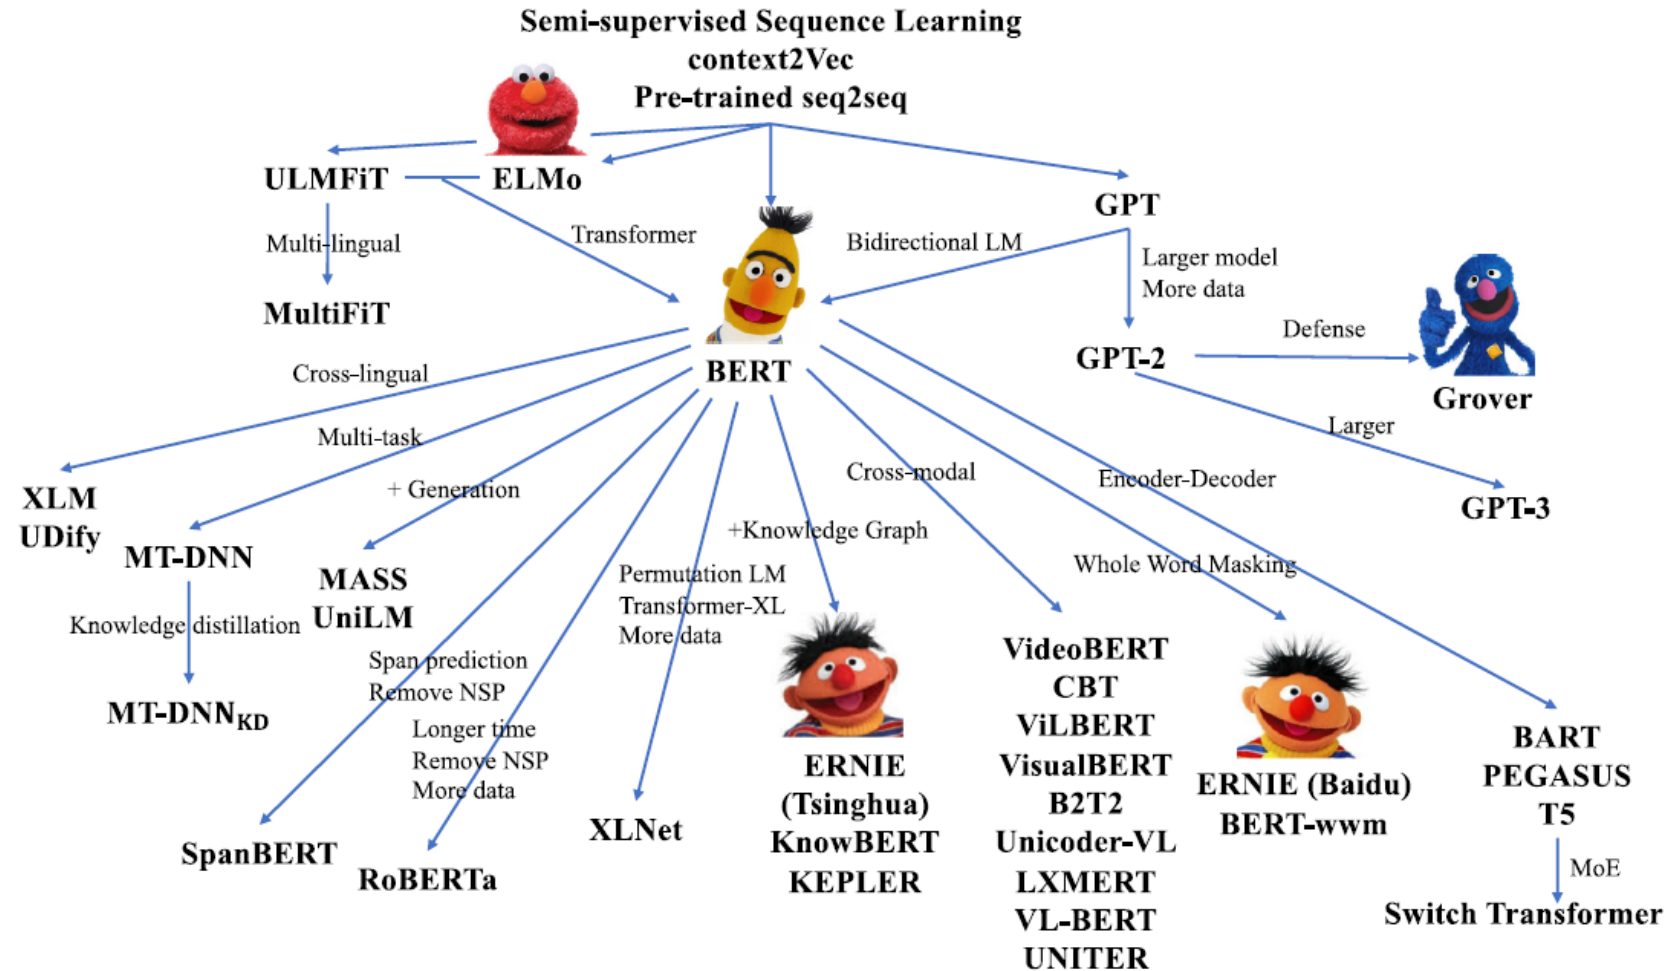 Semi-supervised Sequence Learning
context2Vec
Pre-trained seq2seq
ULMFiT
ELMo
GPT
Multi-lingual
Transformer
Bidirectional LM
Larger model
More data
MultiFiT
Defense
BERT
GPT-2
Grover
Cross-lingual
Multi-task
Larger
+ Generation
Cross-modal
Encoder-Decoder
XLM
UDify
GPT-3
MT-DNN
+Knowledge Graph
Whole Word Masking
MASS
UniLM
Permutation LM
Transformer-XL
More data
Knowledge distillation
Span prediction
Remove NSP
MT-DNNKD
Longer time
Remove NSP
More data
SpanBERT
RoBERTa
XLNet
ERNIE
(Tsinghua)
KnowBERT
KEPLER
VideoBERT
CBT
ViLBERT
VisualBERT
B2T2
Unicoder-VL
LXMERT
VL-BERT
UNITER
ERNIE (Baidu)
BERT-wwm
BART
PEGASUS
T5
MoE
Switch Transformer